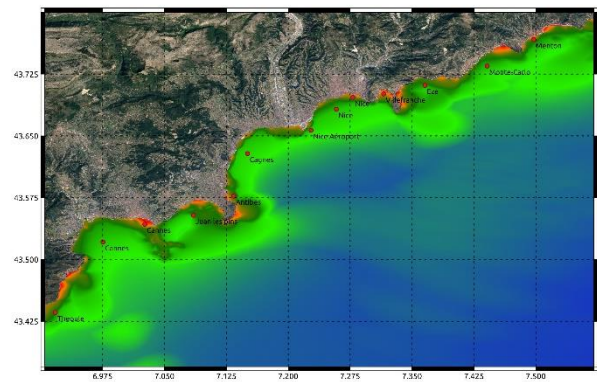 Menton
43.725
Monte-Carlo
Eze
Villefranche
Nice
Nice
43.650
Nice Aéroport
Cagnes
43.575
Antibes
Juan les pins
Cannes
Cannes
43.500
Theoule
43.425
6.975 7.050 7.125 7.200 7.275 7.350 7.425 7.500